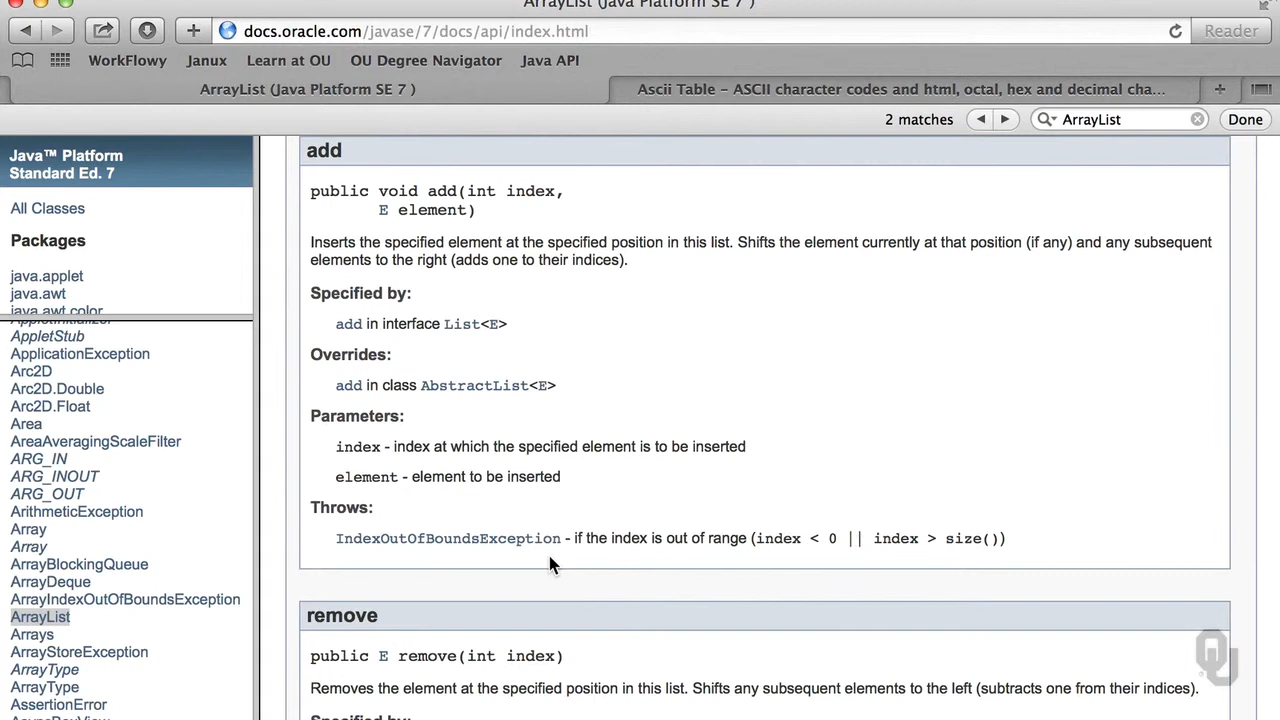 ArrayList (Java Platform SE 7 )
docs.oracle.com/javase/7/docs/api/index.html
Reader
WorkFlowy Janux Learn at OU OU Degree Navigator Java API
ArrayList (Java Platform SE 7 )
Ascii Table – ASCII character codes and html, octal, hex and decimal cha...
2 matches
ArrayList
Done
Java™ Platform
Standard Ed. 7
All Classes
Packages
java.applet
java.awt
java.awt.color
AppletInitializer
AppletStub
ApplicationException
Arc2D
Arc2D.Double
Arc2D.Float
Area
AreaAveragingScaleFilter
ARG_IN
ARG_INOUT
ARG_OUT
ArithmeticException
Array
Array
ArrayBlockingQueue
ArrayDeque
ArrayIndexOutOfBoundsException
ArrayList
Arrays
ArrayStoreException
ArrayType
ArrayType
AssertionError
AsyncBoxView
add
public void add(int index,
E element)
Inserts the specified element at the specified position in this list. Shifts the element currently at that position (if any) and any subsequent
elements to the right (adds one to their indices).
Specified by:
add in interface List<E>
Overrides:
add in class AbstractList<E>
Parameters:
index - index at which the specified element is to be inserted
element - element to be inserted
Throws:
IndexOutOfBoundsException - if the index is out of range (index < 0 || index > size())
remove
public E remove(int index)
Removes the element at the specified position in this list. Shifts any subsequent elements to the left (subtracts one from their indices).
Specified by: